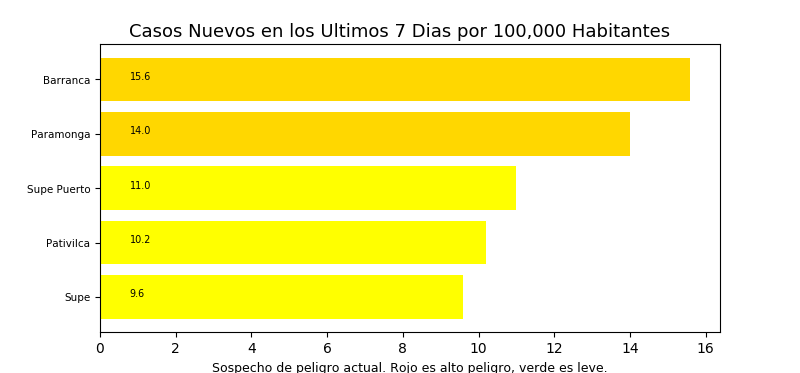 Casos Nuevos en los Ultimos 7 Dias por 100,000 Habitantes
Barranca 15.6
Paramonga 14.0
Supe Puerto 11.0
Pativilca 10.2
Supe 9.6
0 2 4 6 8 10 12 14 16
Sospecho de peligro actual. Rojo es alto peligro, verde es leve.